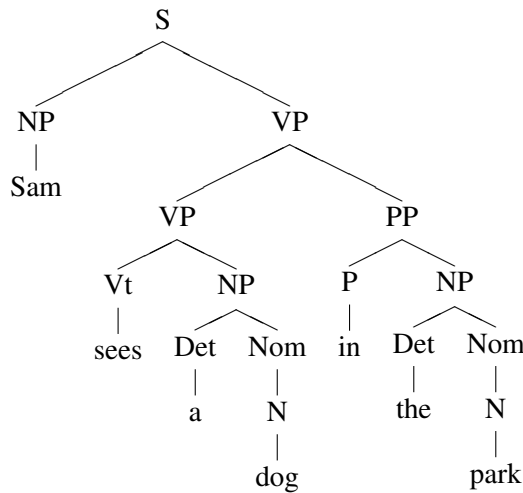 S
NP VP
Sam
VP PP
Vt NP P NP
sees Det Nom in Det Nom
a N the N
dog park